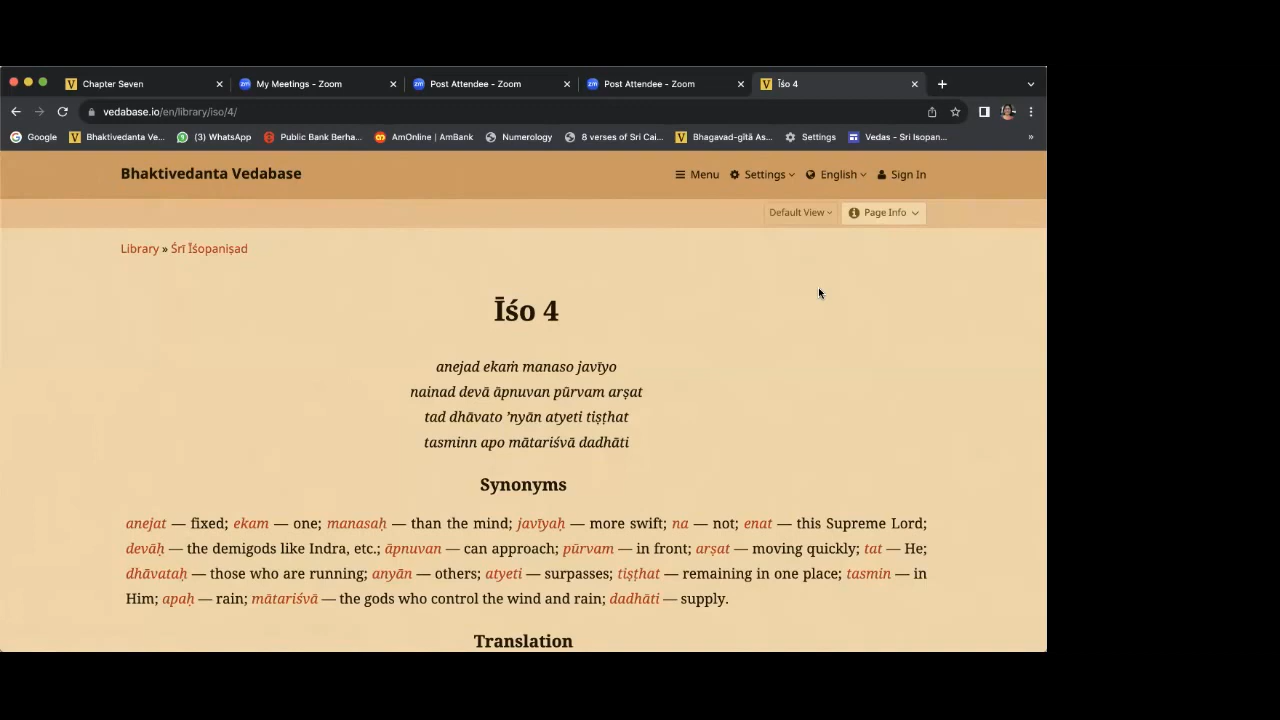 Chapter Seven
My Meetings - Zoom
Post Attendee - Zoom
Post Attendee - Zoom
Īśo 4
vedabase.io/en/library/iso/4/
Google Bhaktivedanta Ve... (3) WhatsApp Public Bank Berha... AmOnline | AmBank Numerology 8 verses of Sri Cai... Bhagavad-gītā As... Settings Vedas - Sri Isopan... »
Bhaktivedanta Vedabase
Menu Settings English Sign In
Default View Page Info
Library » Śrī Īśopaniṣad
Īśo 4
anejad ekaṁ manaso javīyo
nainad devā āpnuvan pūrvam arṣat
tad dhāvato ’nyān atyeti tiṣṭhat
tasminn apo mātariśvā dadhāti
Synonyms
anejat — fixed; ekam — one; manasaḥ — than the mind; javīyaḥ — more swift; na — not; enat — this Supreme Lord;
devāḥ — the demigods like Indra, etc.; āpnuvan — can approach; pūrvam — in front; arṣat — moving quickly; tat — He;
dhāvataḥ — those who are running; anyān — others; atyeti — surpasses; tiṣṭhat — remaining in one place; tasmin — in
Him; apaḥ — rain; mātariśvā — the gods who control the wind and rain; dadhāti — supply.
Translation